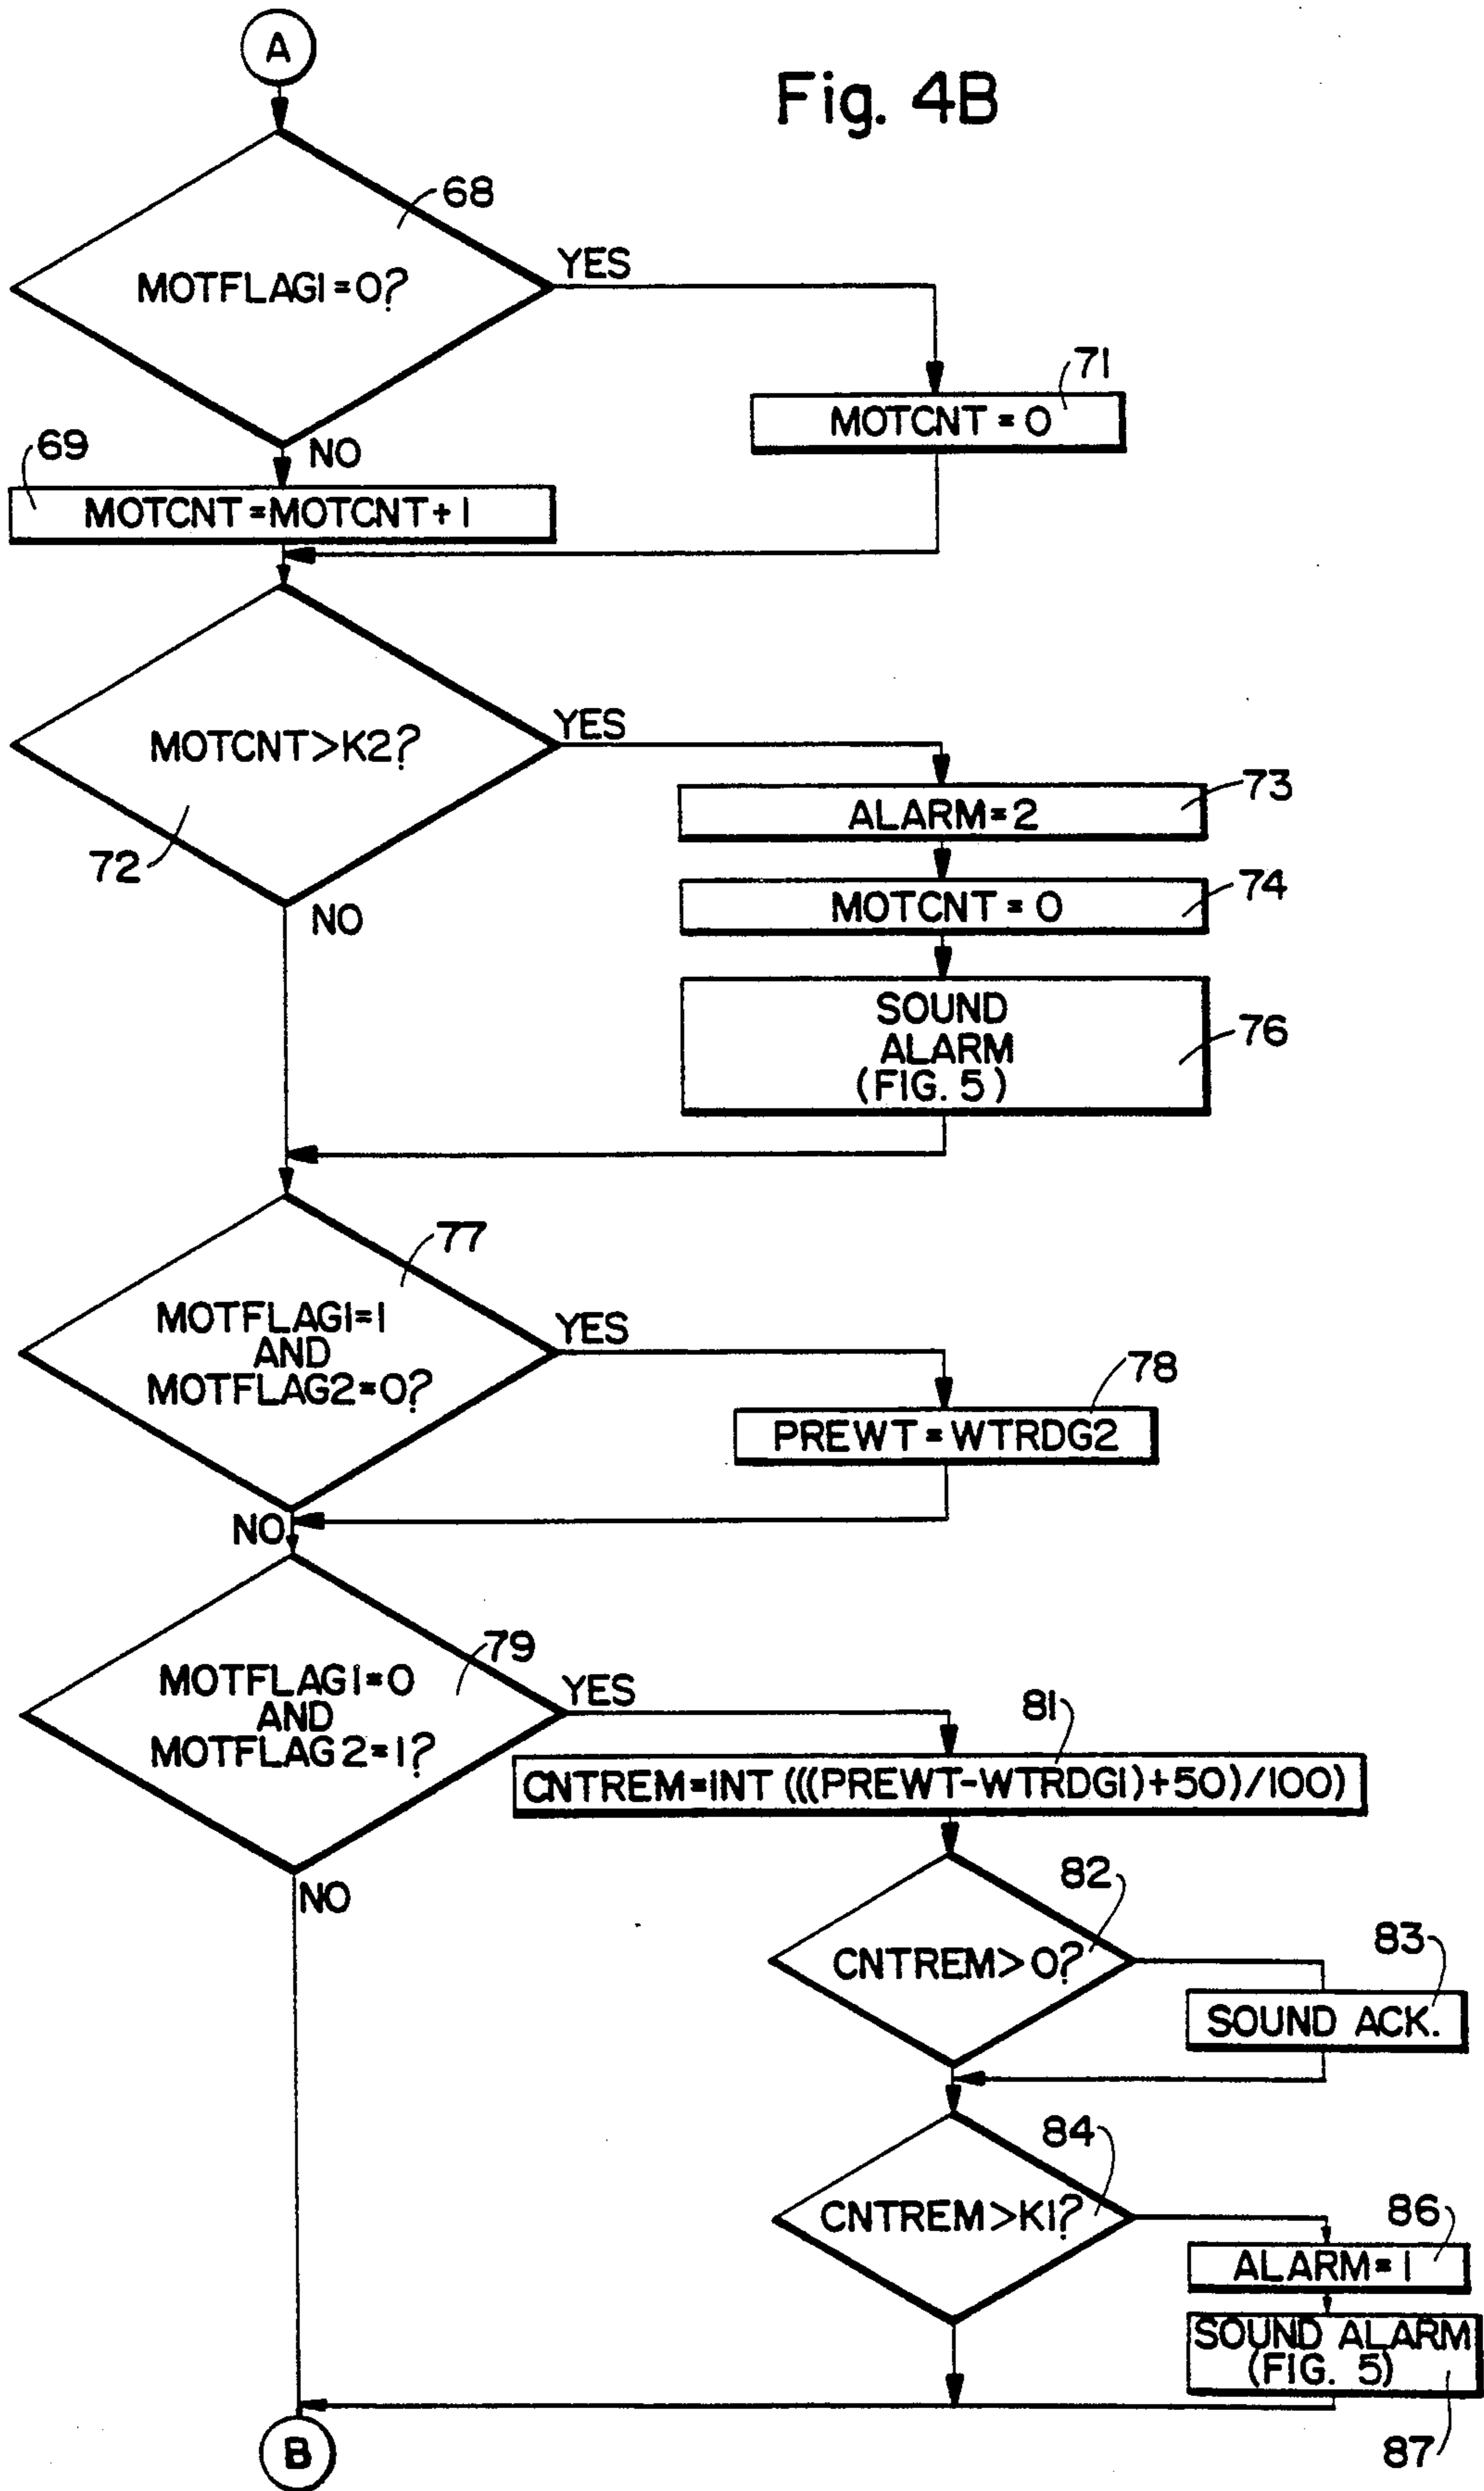 A
Fig. 4B
68
MOTFLAG1=0?
YES
71
MOTCNT=0
NO
69
MOTCNT=MOTCNT+1
MOTCNT>K2?
YES
73
ALARM=2
72
74
MOTCNT=0
NO
SOUND
ALARM
(FIG. 5)
76
77
MOTFLAG1=1
AND
MOTFLAG2=0?
YES
78
PREWT=WTRDG2
NO
79
MOTFLAG1=0
AND
MOTFLAG2=1?
YES
81
CNTREM=INT (((PREWT-WTRDG1)+50)/100)
NO
82
CNTREM>0?
83
SOUND ACK.
84
CNTREM>K1?
86
ALARM=1
SOUND ALARM
(FIG. 5)
87
B